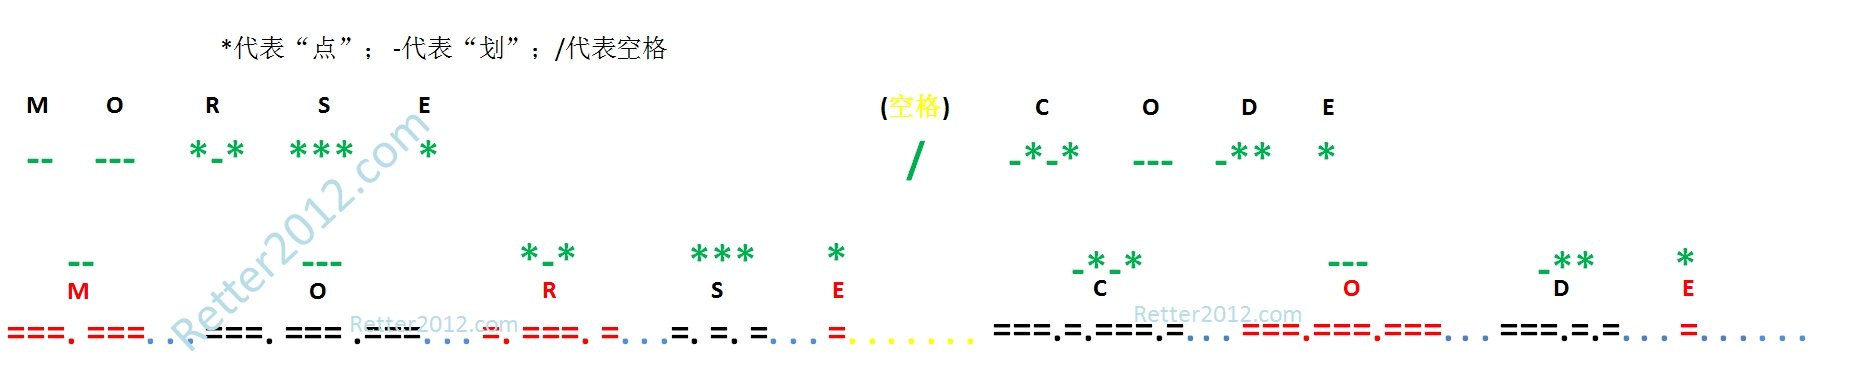 *代表“点”； -代表“划”；/代表空格
M O R S E (空格) C O D E
-- --- *-* *** * / -*-* --- -** *
-- --- *-* *** * -*-* --- -** *
M O R S E C O D E
Retter2012.com
Retter2012.com
Retter2012.com
===. ===. . . ===. === .===. . . =. ===. =. . . =. =. =. . . =. . . . . . . ===.=.===.=. . . ===.===.===. . . ===.=.=. . . =. . . . . .